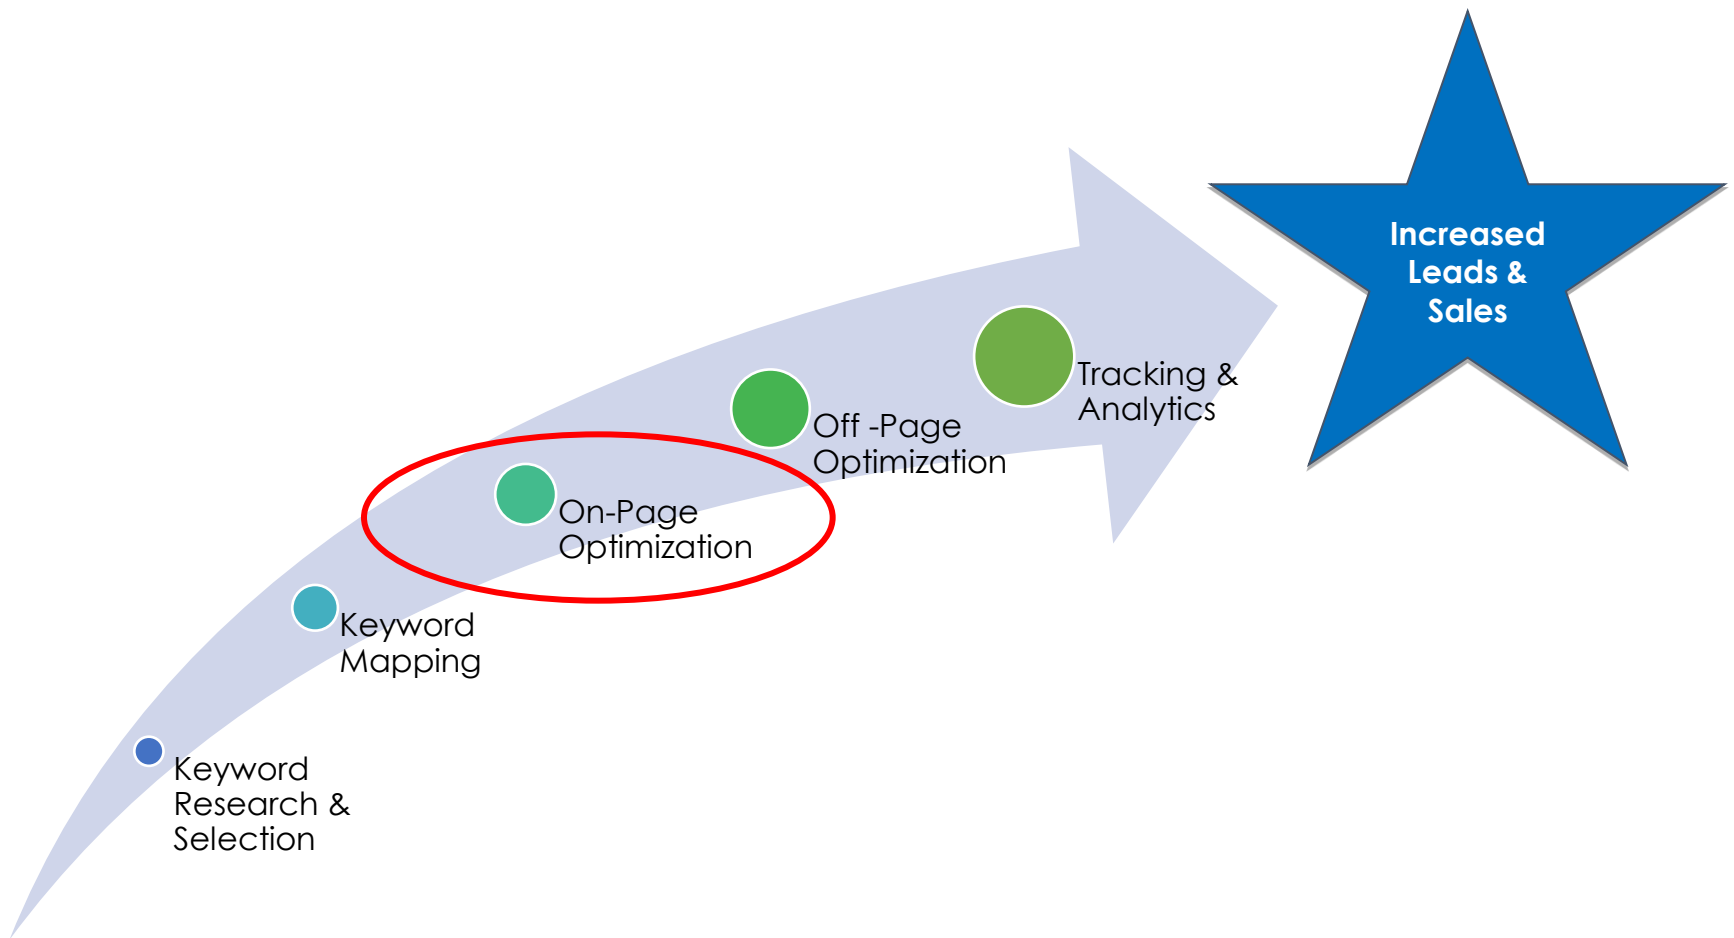 Increased
Leads &
Sales
Tracking &
Analytics
Off -Page
Optimization
On-Page
Optimization
Keyword
Mapping
Keyword
Research &
Selection